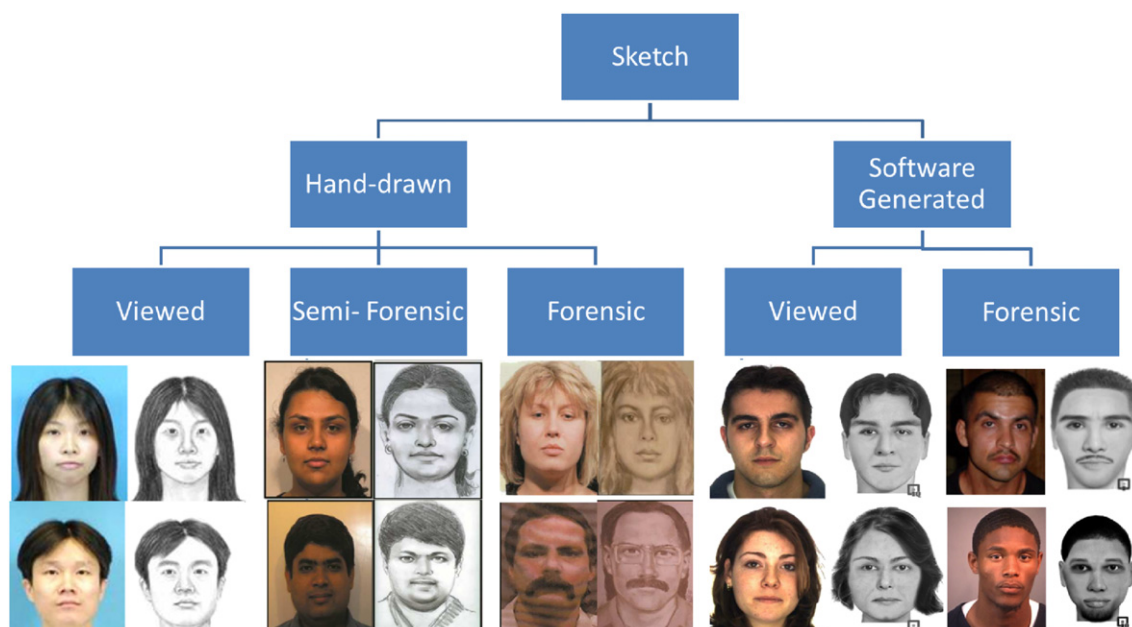 Sketch
Hand-drawn
Software
Generated
Viewed
Semi- Forensic
Forensic
Viewed
Forensic